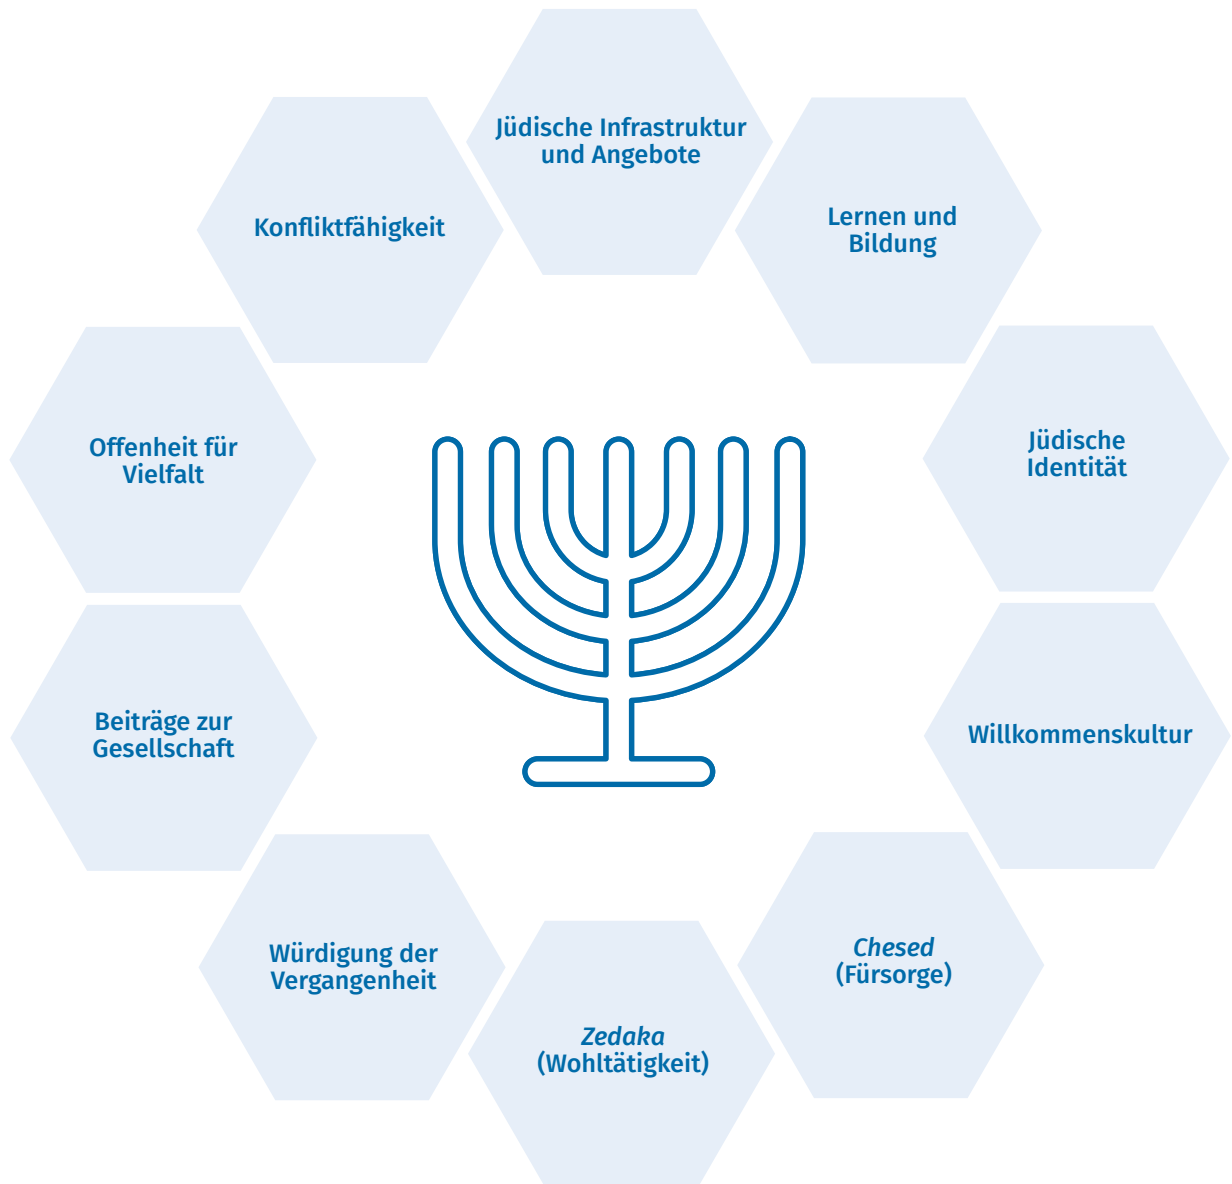 Jüdische Infrastruktur
und Angebote
Lernen und
Bildung
Jüdische
Identität
Willkommenskultur
Chesed
(Fürsorge)
Zedaka
(Wohltätigkeit)
Würdigung der
Vergangenheit
Beiträge zur
Gesellschaft
Offenheit für
Vielfalt
Konfliktfähigkeit